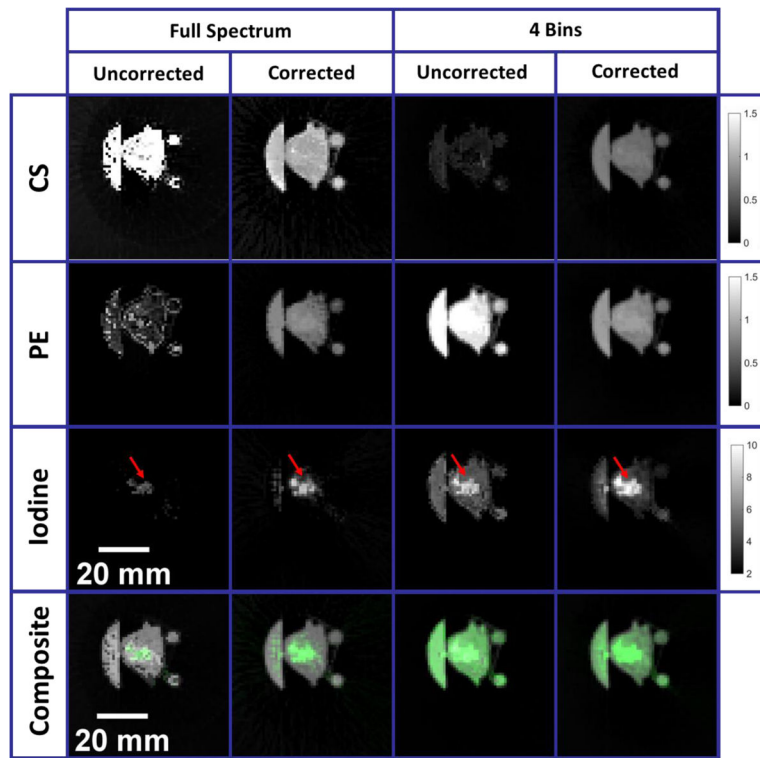 Full Spectrum
4 Bins
Uncorrected
Corrected
Uncorrected
Corrected
CS
1.5
1
0.5
0
PE
1.5
1
0.5
0
Iodine
20 mm
10
8
6
4
2
Composite
20 mm